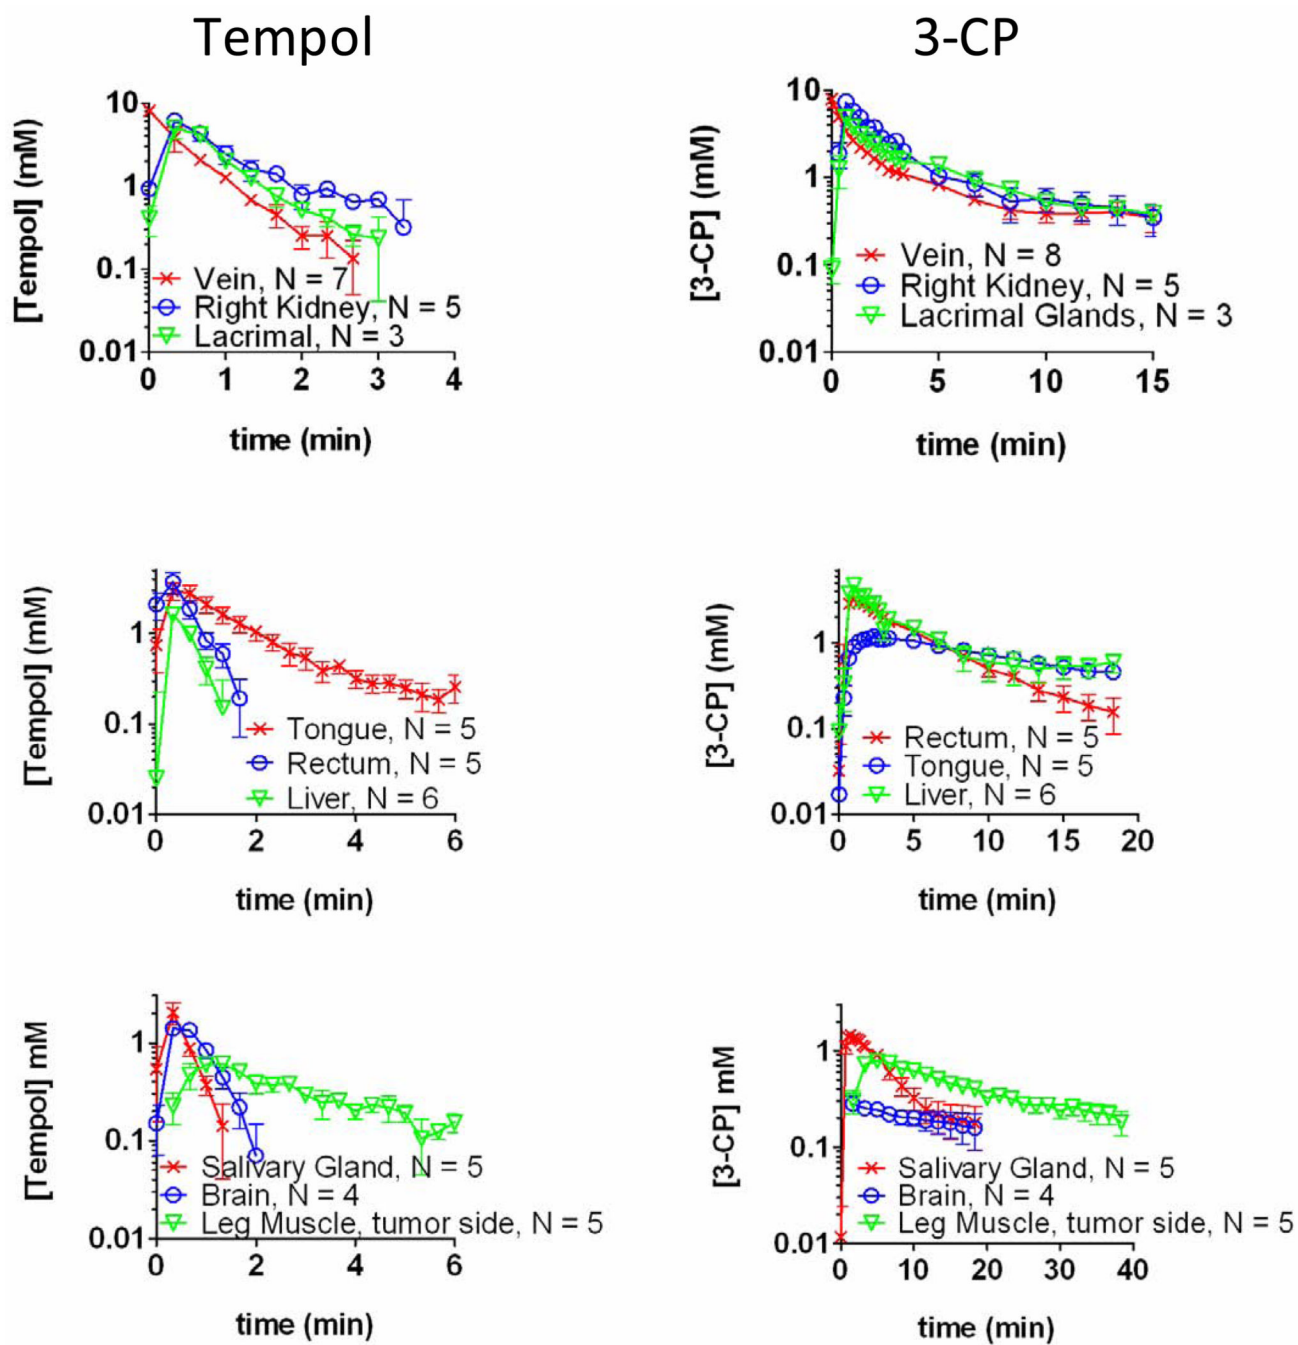 Tempol
3-CP
[Tempol] (mM)
10
1
0.1
0.01
Vein, N = 7
Right Kidney, N = 5
Lacrimal, N = 3
0 1 2 3 4
time (min)
[3-CP] (mM)
10
1
0.1
0.01
Vein, N = 8
Right Kidney, N = 5
Lacrimal Glands, N = 3
0 5 10 15
time (min)
[Tempol] (mM)
1
0.1
0.01
Tongue, N = 5
Rectum, N = 5
Liver, N = 6
0 2 4 6
time (min)
[3-CP] (mM)
1
0.1
0.01
Rectum, N = 5
Tongue, N = 5
Liver, N = 6
0 5 10 15 20
time (min)
[Tempol] mM
1
0.1
0.01
Salivary Gland, N = 5
Brain, N = 4
Leg Muscle, tumor side, N = 5
0 2 4 6
time (min)
[3-CP] mM
1
0.1
0.01
Salivary Gland, N = 5
Brain, N = 4
Leg Muscle, tumor side, N = 5
0 10 20 30 40
time (min)